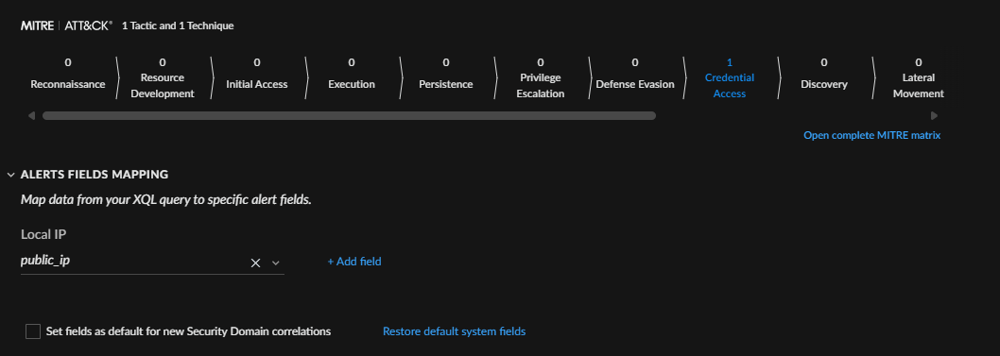 MITRE | ATT&CK® 1 Tactic and 1 Technique
0 0 0 0 0 0 0 1 0 0
Reconnaissance
Resource
Development
Initial Access
Execution
Persistence
Privilege
Escalation
Defense Evasion
Credential
Access
Discovery
Lateral
Movement
Open complete MITRE matrix
ALERTS FIELDS MAPPING
Map data from your XQL query to specific alert fields.
Local IP
public_ip
+ Add field
Set fields as default for new Security Domain correlations
Restore default system fields